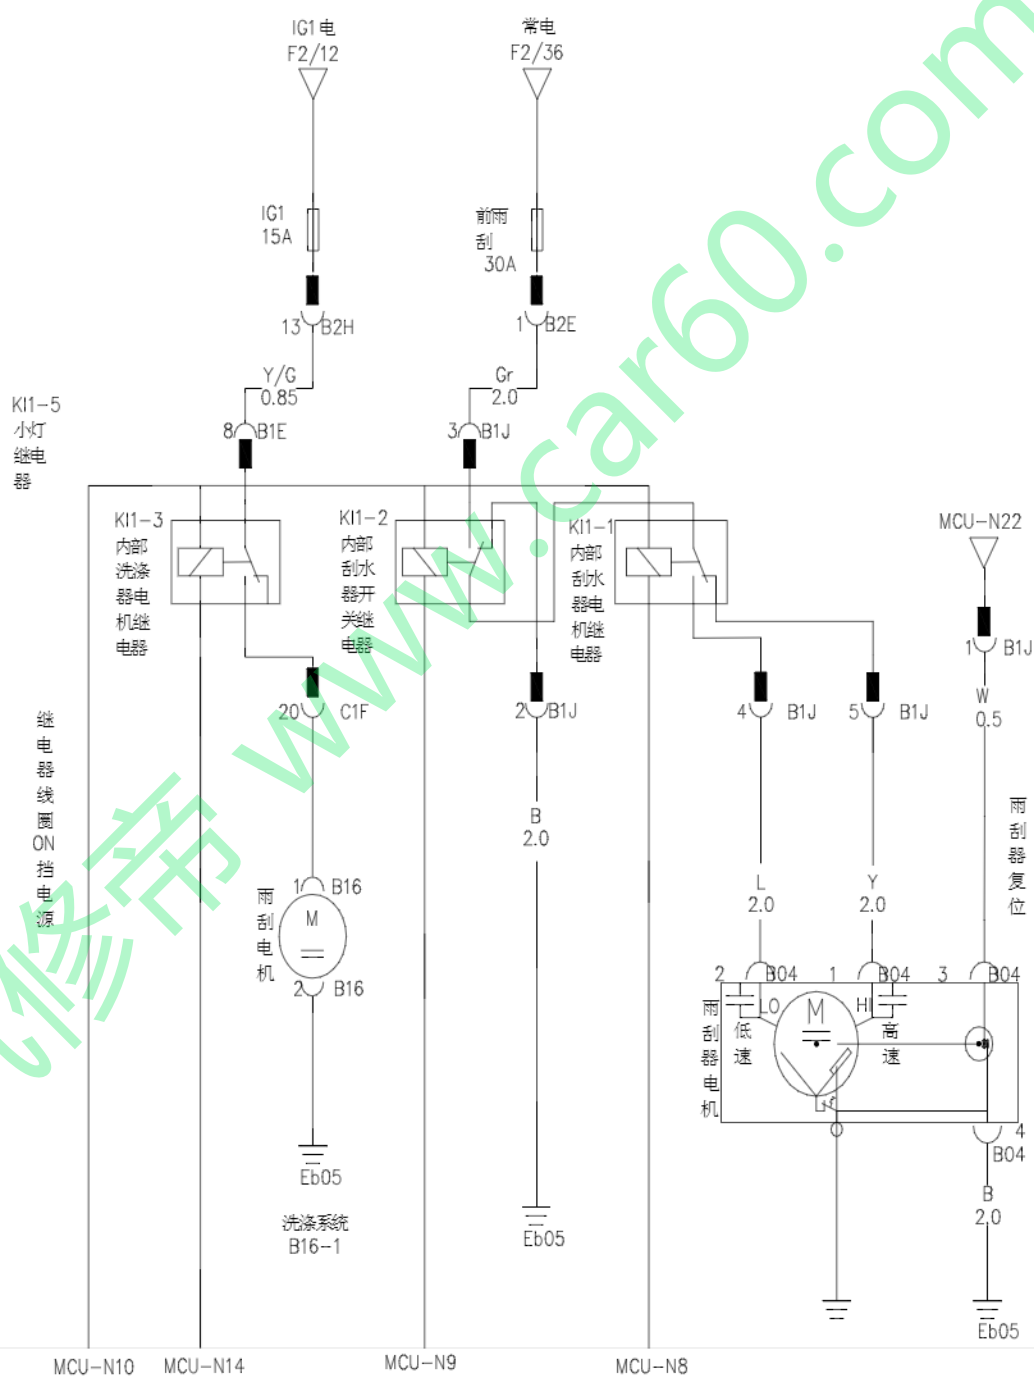 IG1电
F2/12
常电
F2/36
IG1
15A
前雨
刮
30A
13 B2H
1 B2E
Y/G
0.85
Gr
2.0
KI1-5
小灯
继电
器
8 B1E
3 B1J
KI1-3
内部
洗涤
器电
机继
电器
KI1-2
内部
刮水
器开
关继
电器
KI1-1
内部
刮水
器电
机继
电器
MCU-N22
1 B1J
W
0.5
20 C1F
2 B1J
4 B1J
5 B1J
继
电
器
线
圈
ON
挡
电
源
B
2.0
L
2.0
Y
2.0
雨
刮
器
复
位
雨
刮
电
机
1 B16
M
2 B16
2 B04
1 B04
3 B04
雨
刮
器
电
机
LO
低
速
M
HI
高
速
4
B04
B
2.0
Eb05
洗涤系统
B16-1
Eb05
Eb05
MCU-N10
MCU-N14
MCU-N9
MCU-N8
修帝 www.car60.com